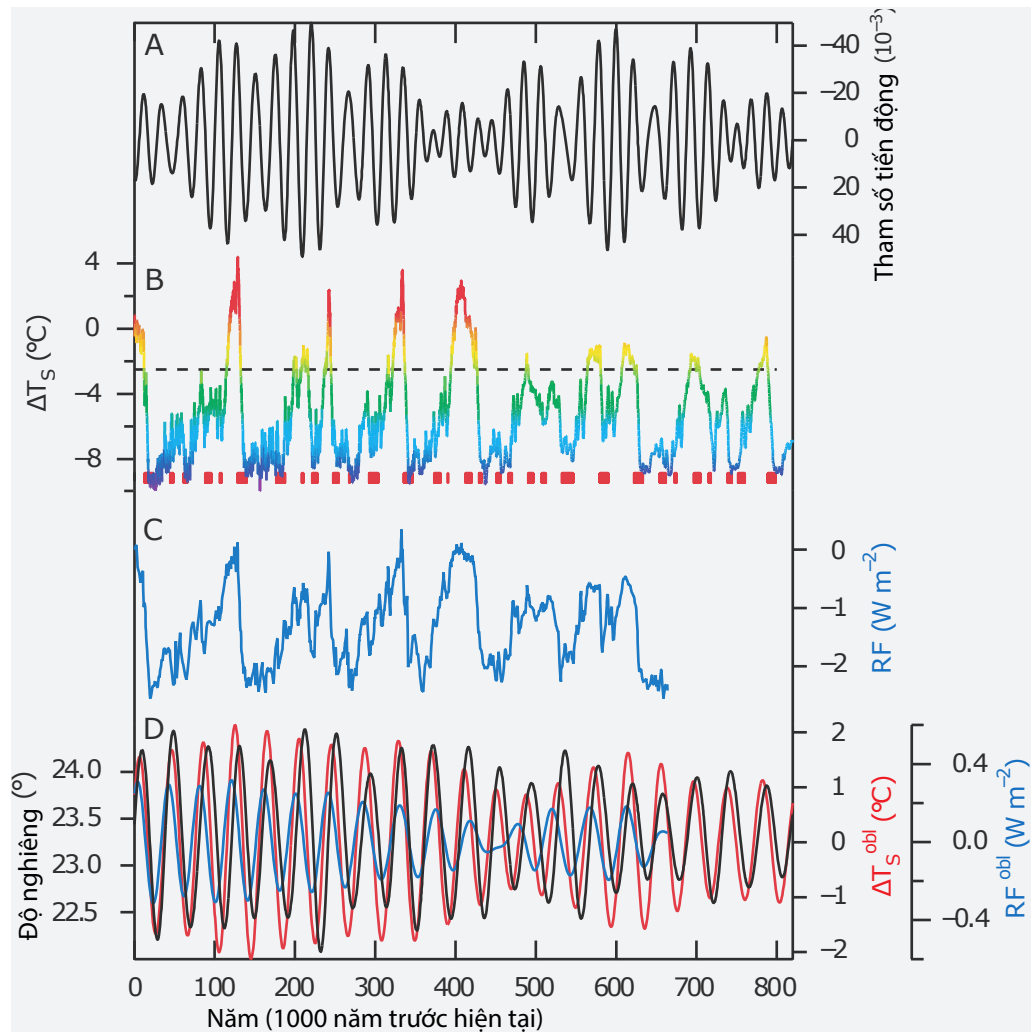 A
−40
−20
0
20
40
Tham số tiến động (10⁻³)
B
4
0
−4
−8
ΔT_S (ºC)
C
0
−1
−2
RF (W m⁻²)
D
24.0
23.5
23.0
22.5
Độ nghiêng (º)
2
1
0
−1
−2
ΔT_S^obl (ºC)
0.4
0.0
−0.4
RF^obl (W m⁻²)
0 100 200 300 400 500 600 700 800
Năm (1000 năm trước hiện tại)